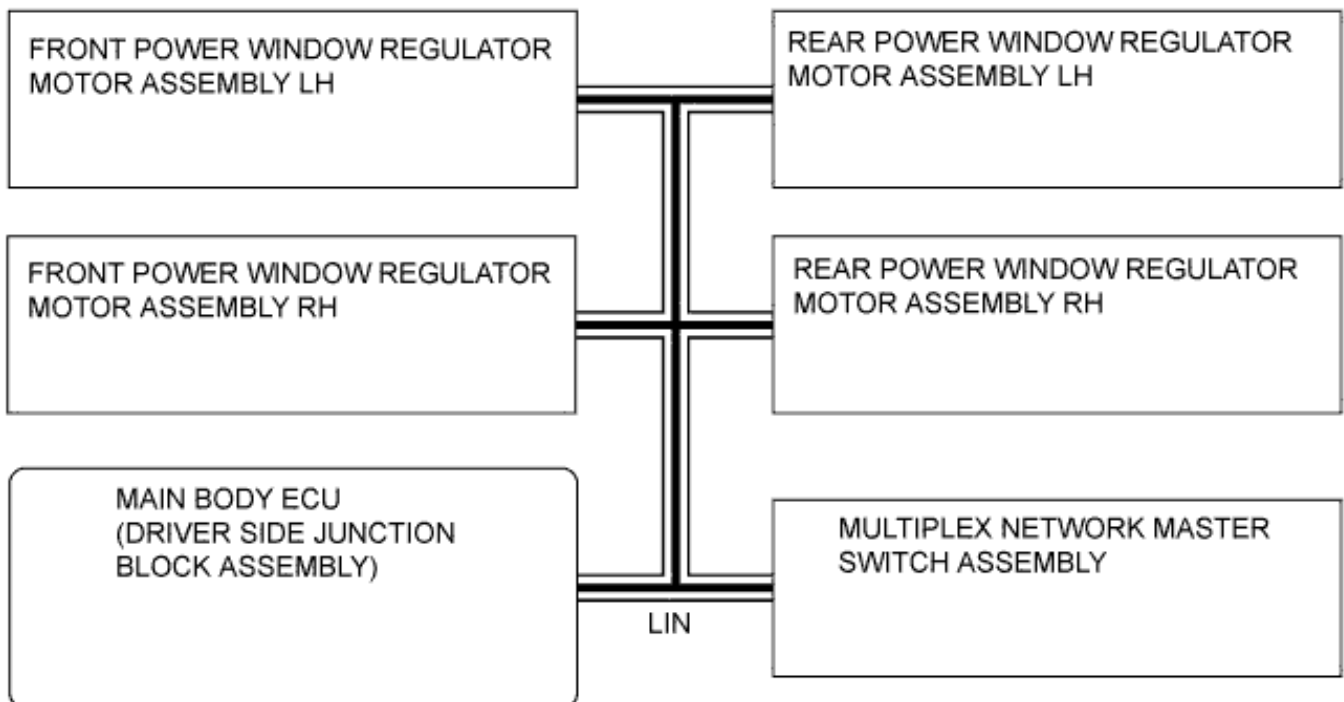 FRONT POWER WINDOW REGULATOR
MOTOR ASSEMBLY LH
REAR POWER WINDOW REGULATOR
MOTOR ASSEMBLY LH
FRONT POWER WINDOW REGULATOR
MOTOR ASSEMBLY RH
REAR POWER WINDOW REGULATOR
MOTOR ASSEMBLY RH
MAIN BODY ECU
(DRIVER SIDE JUNCTION
BLOCK ASSEMBLY)
MULTIPLEX NETWORK MASTER
SWITCH ASSEMBLY
LIN